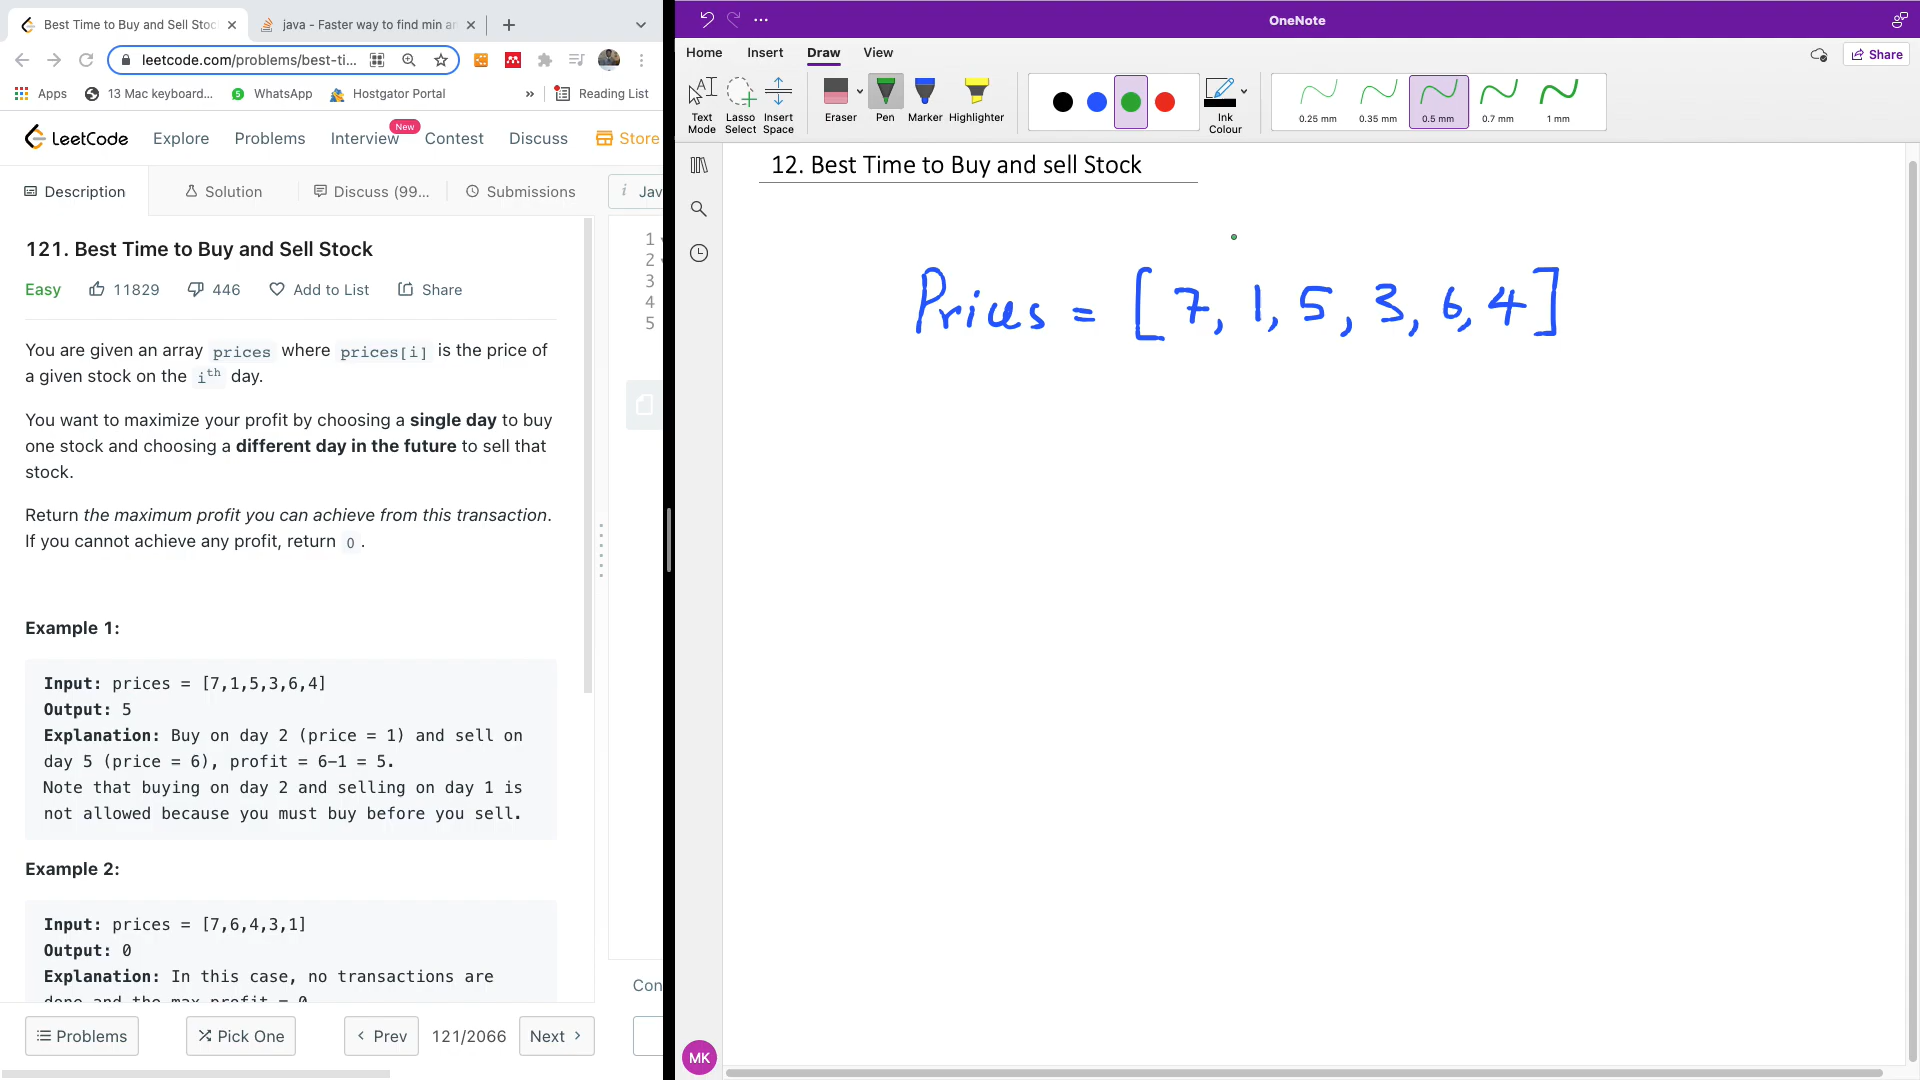 Best Time to Buy and Sell Stoc
java - Faster way to find min ar
leetcode.com/problems/best-ti...
Apps
13 Mac keyboard...
WhatsApp
Hostgator Portal
»
Reading List
LeetCode
Explore
Problems
Interview
New
Contest
Discuss
Store
Description
Solution
Discuss (99...
Submissions
i Jav
121. Best Time to Buy and Sell Stock
Easy
11829
446
Add to List
Share
You are given an array prices where prices[i] is the price of
a given stock on the ith day.
You want to maximize your profit by choosing a single day to buy
one stock and choosing a different day in the future to sell that
stock.
Return the maximum profit you can achieve from this transaction.
If you cannot achieve any profit, return 0 .
Example 1:
Input: prices = [7,1,5,3,6,4]
Output: 5
Explanation: Buy on day 2 (price = 1) and sell on
day 5 (price = 6), profit = 6-1 = 5.
Note that buying on day 2 and selling on day 1 is
not allowed because you must buy before you sell.
Example 2:
Input: prices = [7,6,4,3,1]
Output: 0
Explanation: In this case, no transactions are
done and the max profit = 0
1
2
3
4
5
Con
Problems
Pick One
Prev
121/2066
Next
OneNote
Home
Insert
Draw
View
Share
Text Mode
Lasso Select
Insert Space
Eraser
Pen
Marker
Highlighter
Ink Colour
0.25 mm
0.35 mm
0.5 mm
0.7 mm
1 mm
12. Best Time to Buy and sell Stock
Prices = [7, 1, 5, 3, 6, 4]
MK